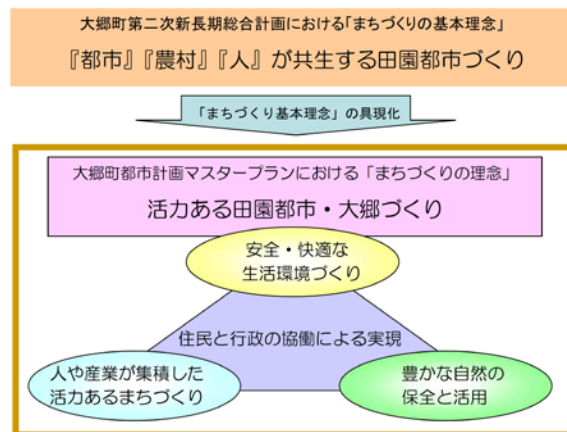 大郷町第二次新長期総合計画における「まちづくりの基本理念」
『都市』『農村』『人』が共生する田園都市づくり
「まちづくり基本理念」の具現化
大郷町都市計画マスタープランにおける「まちづくりの理念」
活力ある田園都市・大郷づくり
安全・快適な
生活環境づくり
住民と行政の協働による実現
人や産業が集積した
活力あるまちづくり
豊かな自然の
保全と活用